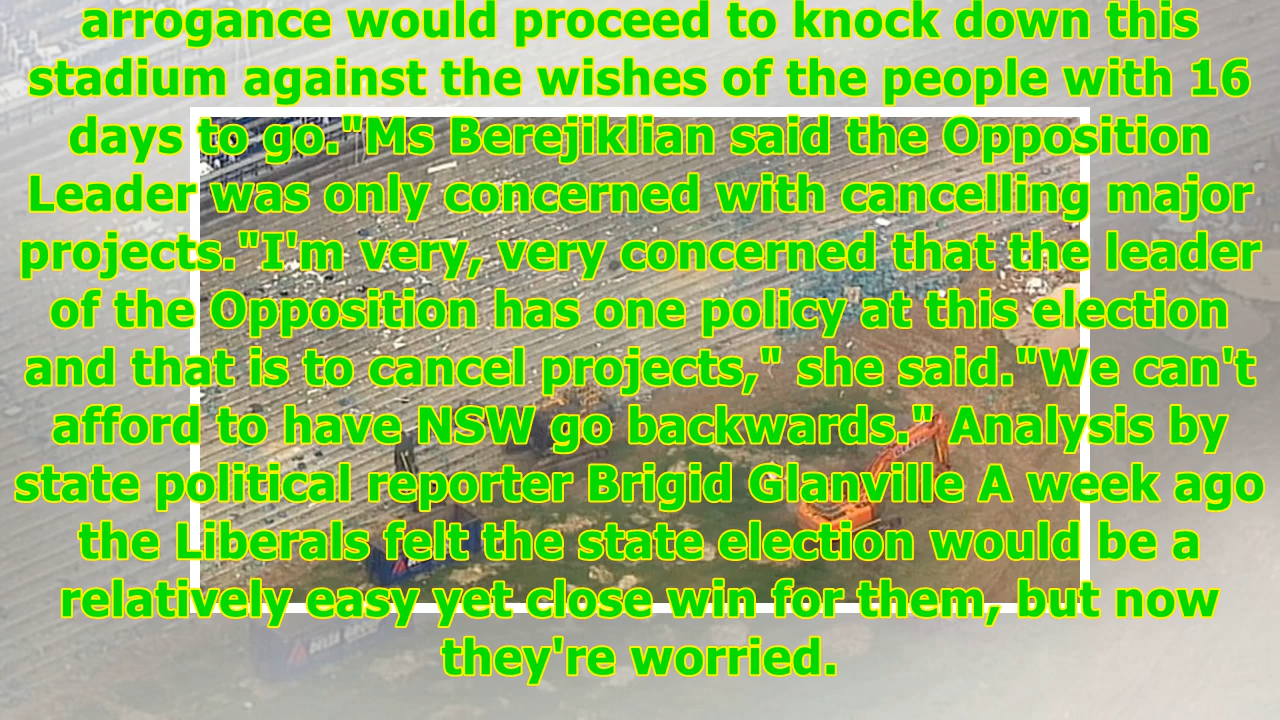 arrogance would proceed to knock down this
stadium against the wishes of the people with 16
days to go."Ms Berejiklian said the Opposition
Leader was only concerned with cancelling major
projects."I'm very, very concerned that the leader
of the Opposition has one policy at this election
and that is to cancel projects," she said."We can't
afford to have NSW go backwards." Analysis by
state political reporter Brigid Glanville A week ago
the Liberals felt the state election would be a
relatively easy yet close win for them, but now
they're worried.